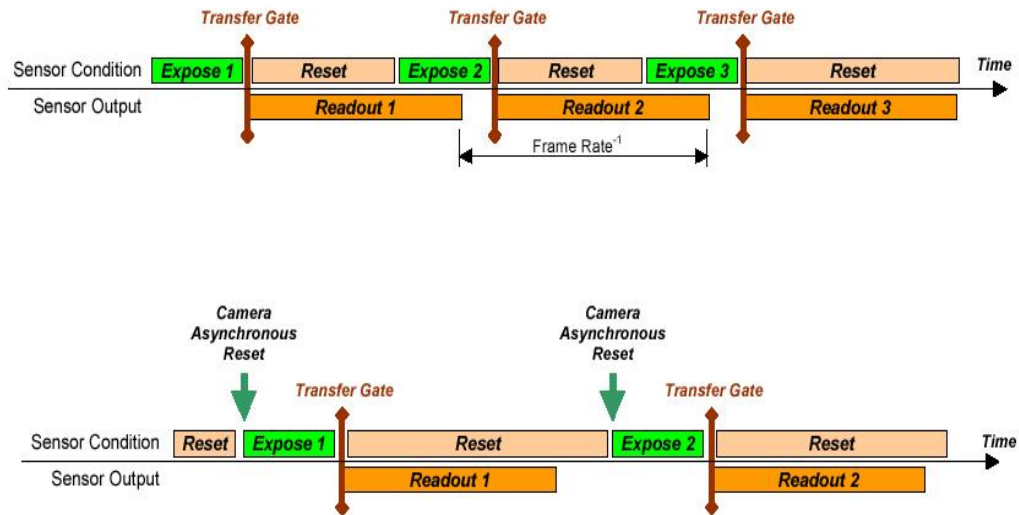 Transfer Gate Transfer Gate Transfer Gate
Sensor Condition Expose 1 Reset Expose 2 Reset Expose 3 Reset Time
Sensor Output Readout 1 Readout 2 Readout 3
Frame Rate-1
Camera Asynchronous Reset
Camera Asynchronous Reset
Transfer Gate Transfer Gate
Sensor Condition Reset Expose 1 Reset Expose 2 Reset Time
Sensor Output Readout 1 Readout 2